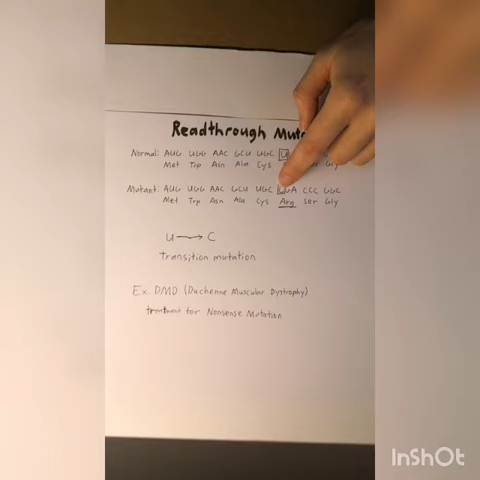 Readthrough
Normal: AUG UGG AAC GCU UGC U
Met Trp Asn Ala Cys Gly
Mutant: AUG UGG AAC GCU UGC GA CCC GGC
Met Trp Asn Ala Cys Arg Ser Gly
U → C
transition mutation
Ex. DMD (Duchenne Muscular Dystrophy)
treatment for Nonsense Mutation
InShOt